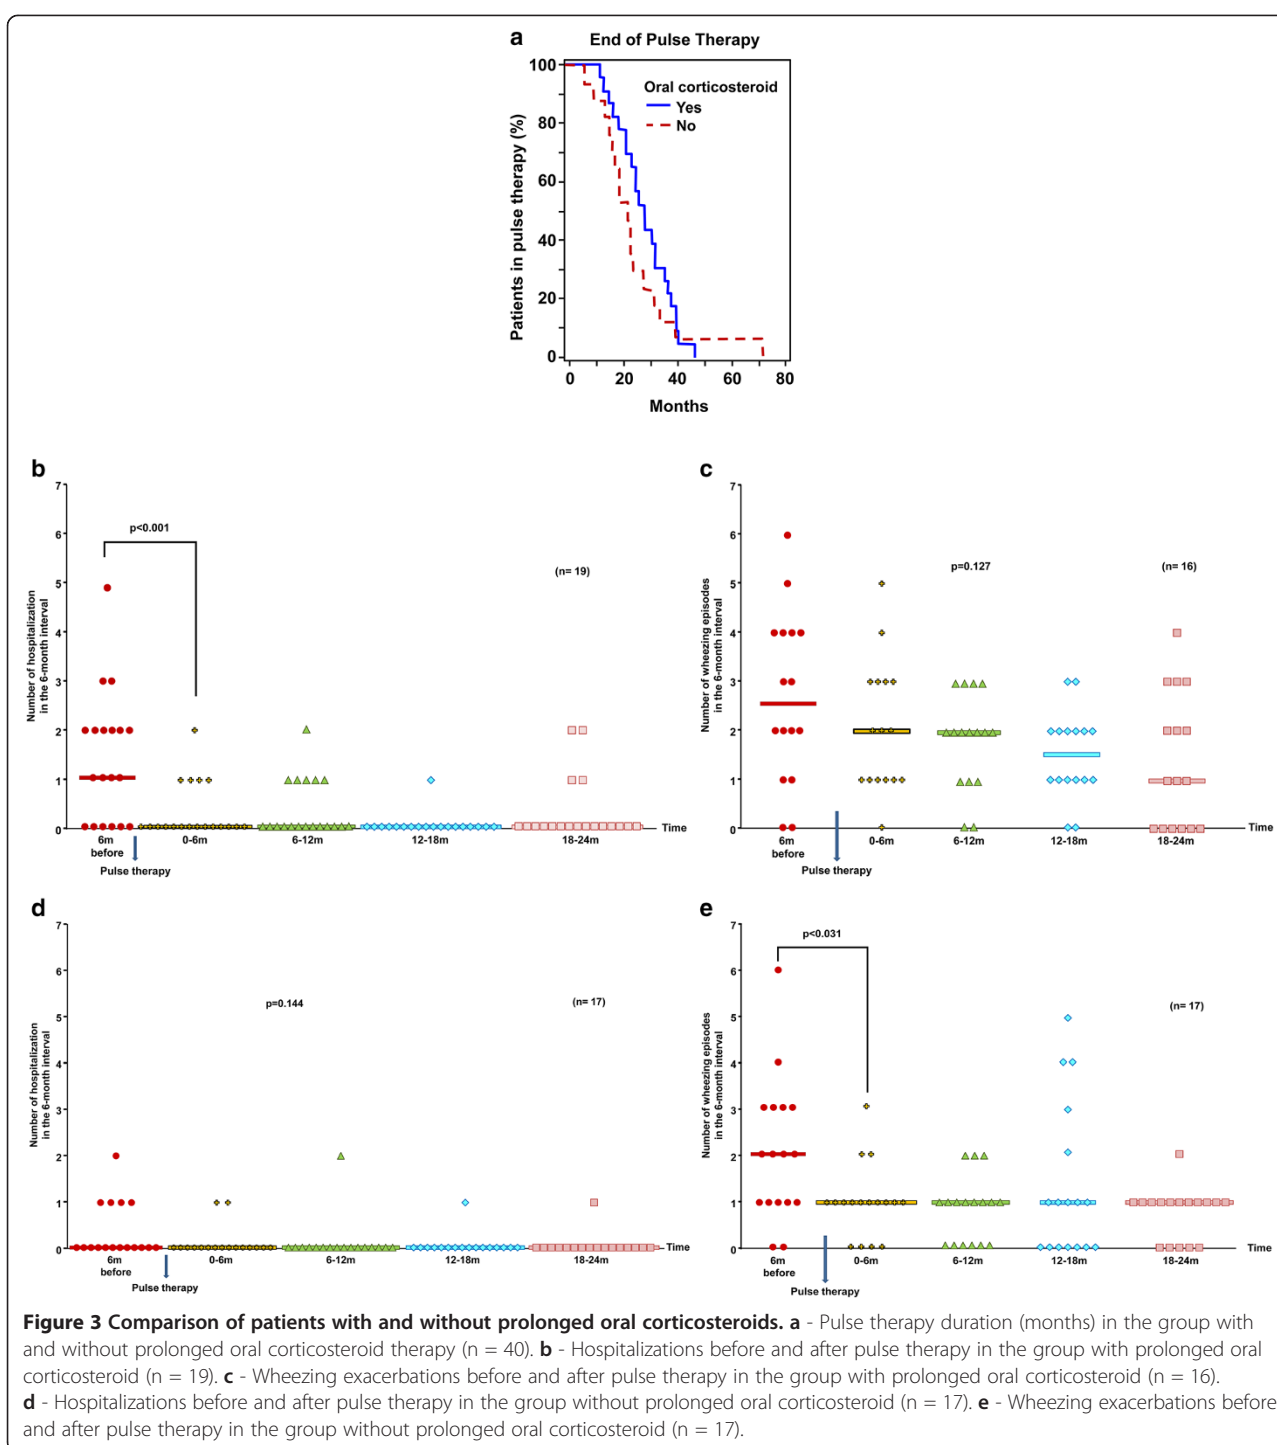 a
End of Pulse Therapy
Patients in pulse therapy (%)
100
80
60
40
20
0
Oral corticosteroid
Yes
No
0 20 40 60 80
Months
b
Number of hospitalization
in the 6-month interval
7
6
5
4
3
2
1
0
p<0.001
(n= 19)
6m
before
0-6m
6-12m
12-18m
18-24m
Time
Pulse therapy
c
Number of wheezing episodes
in the 6-month interval
7
6
5
4
3
2
1
0
p=0.127
(n= 16)
6m
before
0-6m
6-12m
12-18m
18-24m
Time
Pulse therapy
d
Number of hospitalization
in the 6-month interval
7
6
5
4
3
2
1
0
p=0.144
(n= 17)
6m
before
0-6m
6-12m
12-18m
18-24m
Time
Pulse therapy
e
Number of wheezing episodes
in the 6-month interval
7
6
5
4
3
2
1
0
p<0.031
(n= 17)
6m
before
0-6m
6-12m
12-18m
18-24m
Time
Pulse therapy
Figure 3 Comparison of patients with and without prolonged oral corticosteroids. a - Pulse therapy duration (months) in the group with
and without prolonged oral corticosteroid therapy (n = 40). b - Hospitalizations before and after pulse therapy in the group with prolonged oral
corticosteroid (n = 19). c - Wheezing exacerbations before and after pulse therapy in the group with prolonged oral corticosteroid (n = 16).
d - Hospitalizations before and after pulse therapy in the group without prolonged oral corticosteroid (n = 17). e - Wheezing exacerbations before
and after pulse therapy in the group without prolonged oral corticosteroid (n = 17).